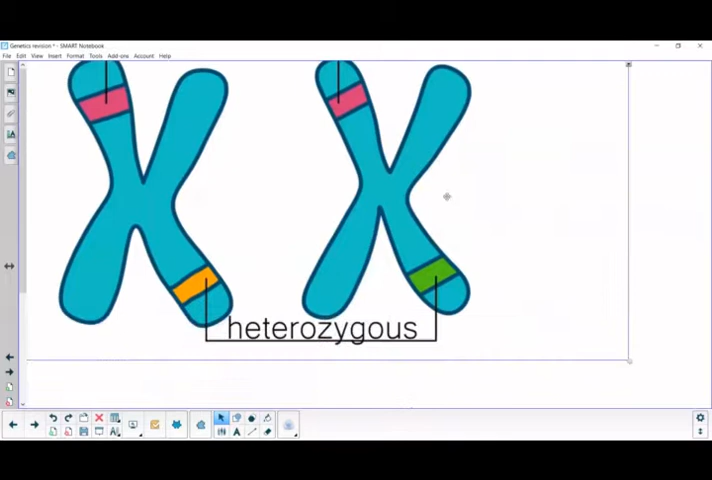 Genetics revision * - SMART Notebook
File Edit View Insert Format Tools Add-ons Account Help
heterozygous